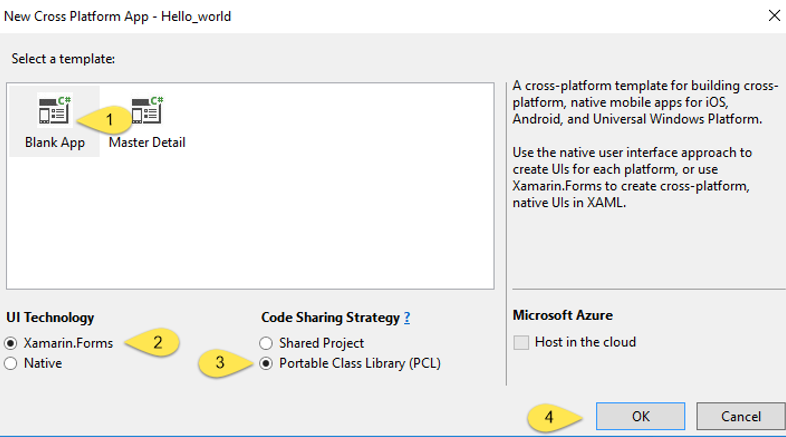 New Cross Platform App - Hello_world
Select a template:
C#
C#
1
Blank App
Master Detail
A cross-platform template for building cross-
platform, native mobile apps for iOS,
Android, and Universal Windows Platform.
Use the native user interface approach to
create UIs for each platform, or use
Xamarin.Forms to create cross-platform,
native UIs in XAML.
UI Technology
Xamarin.Forms
2
Native
Code Sharing Strategy ?
Shared Project
3
Portable Class Library (PCL)
Microsoft Azure
Host in the cloud
4
OK
Cancel